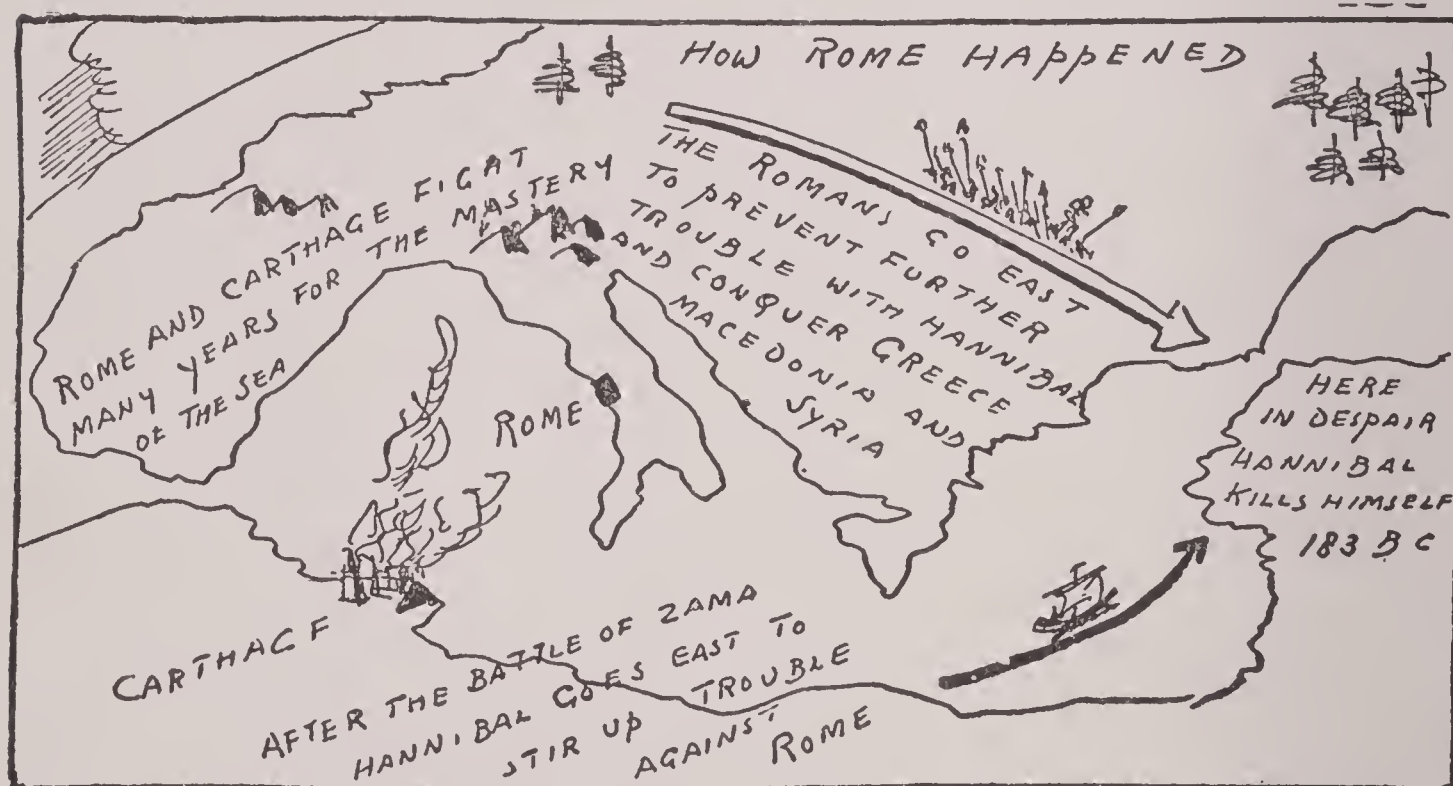 HOW ROME HAPPENED
ROME AND CARTHAGE FIGHT
MANY YEARS FOR THE MASTERY
OF THE SEA
THE ROMANS GO EAST
TO PREVENT FURTHER
TROUBLE WITH HANNIBAL
AND CONQUER GREECE
MACEDONIA AND
SYRIA
ROME
HERE
IN DESPAIR
HANNIBAL
KILLS HIMSELF
183 B C
CARTHAGE
AFTER THE BATTLE OF ZAMA
HANNIBAL GOES EAST TO
STIR UP TROUBLE
AGAINST
ROME